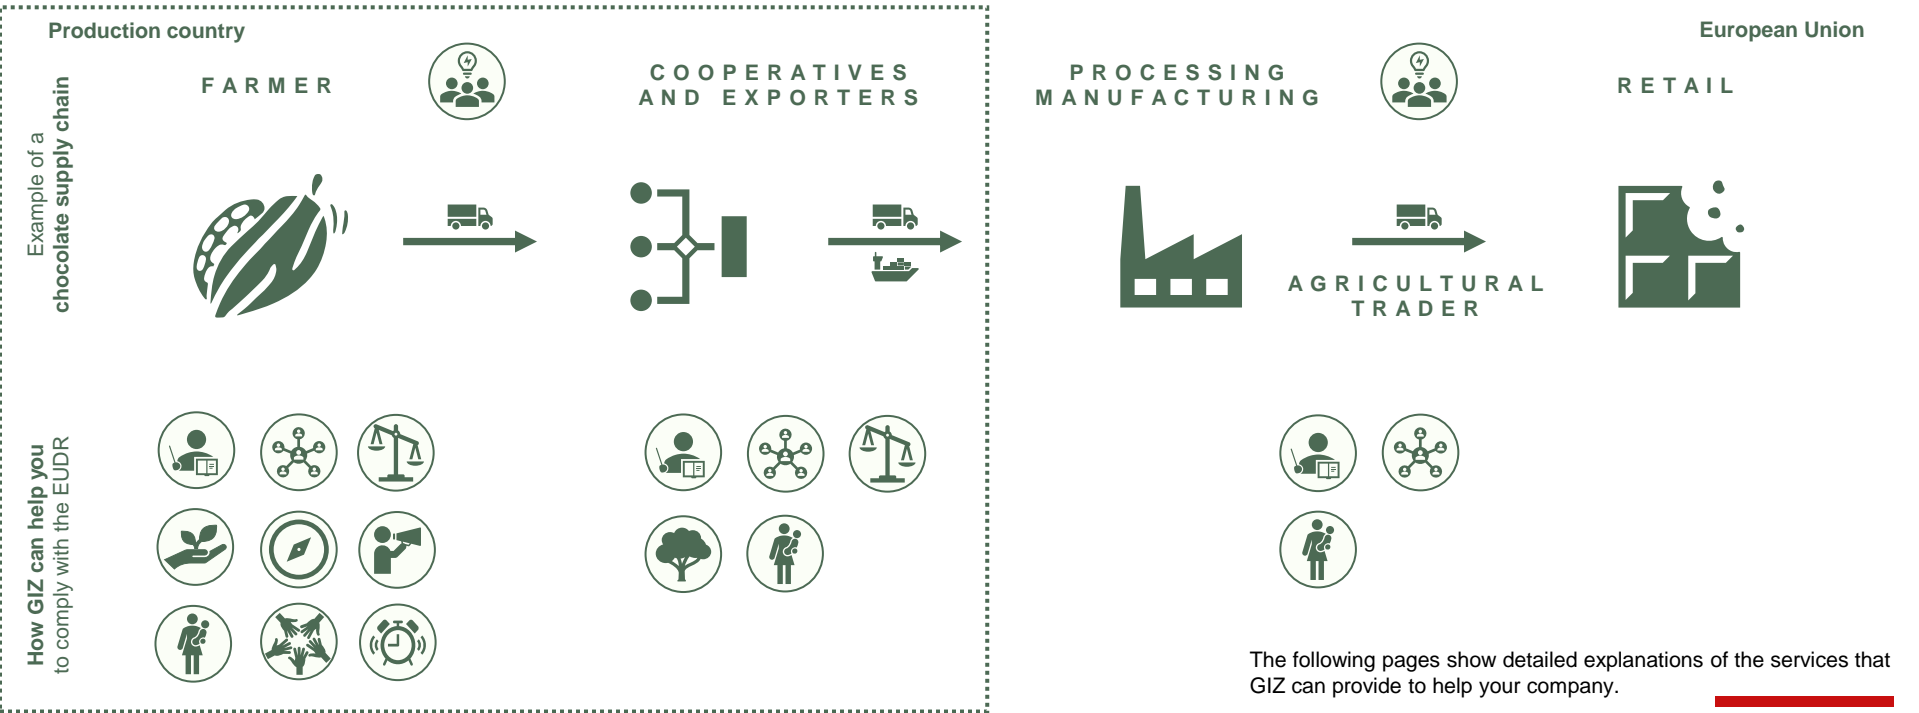 Production country
European Union
Example of a
chocolate supply chain
FARMER
COOPERATIVES
AND EXPORTERS
PROCESSING
MANUFACTURING
RETAIL
AGRICULTURAL
TRADER
How GIZ can help you
to comply with the EUDR
The following pages show detailed explanations of the services that
GIZ can provide to help your company.